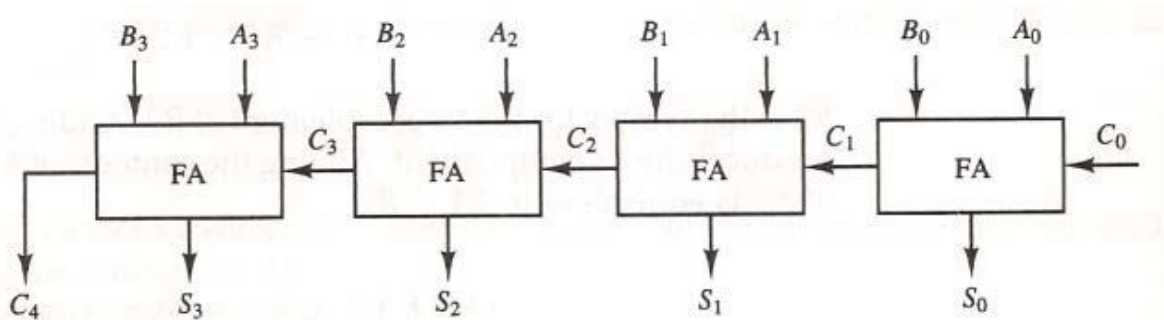 B₃ A₃ B₂ A₂ B₁ A₁ B₀ A₀
C₃ C₂ C₁ C₀
FA FA FA FA
C₄ S₃ S₂ S₁ S₀